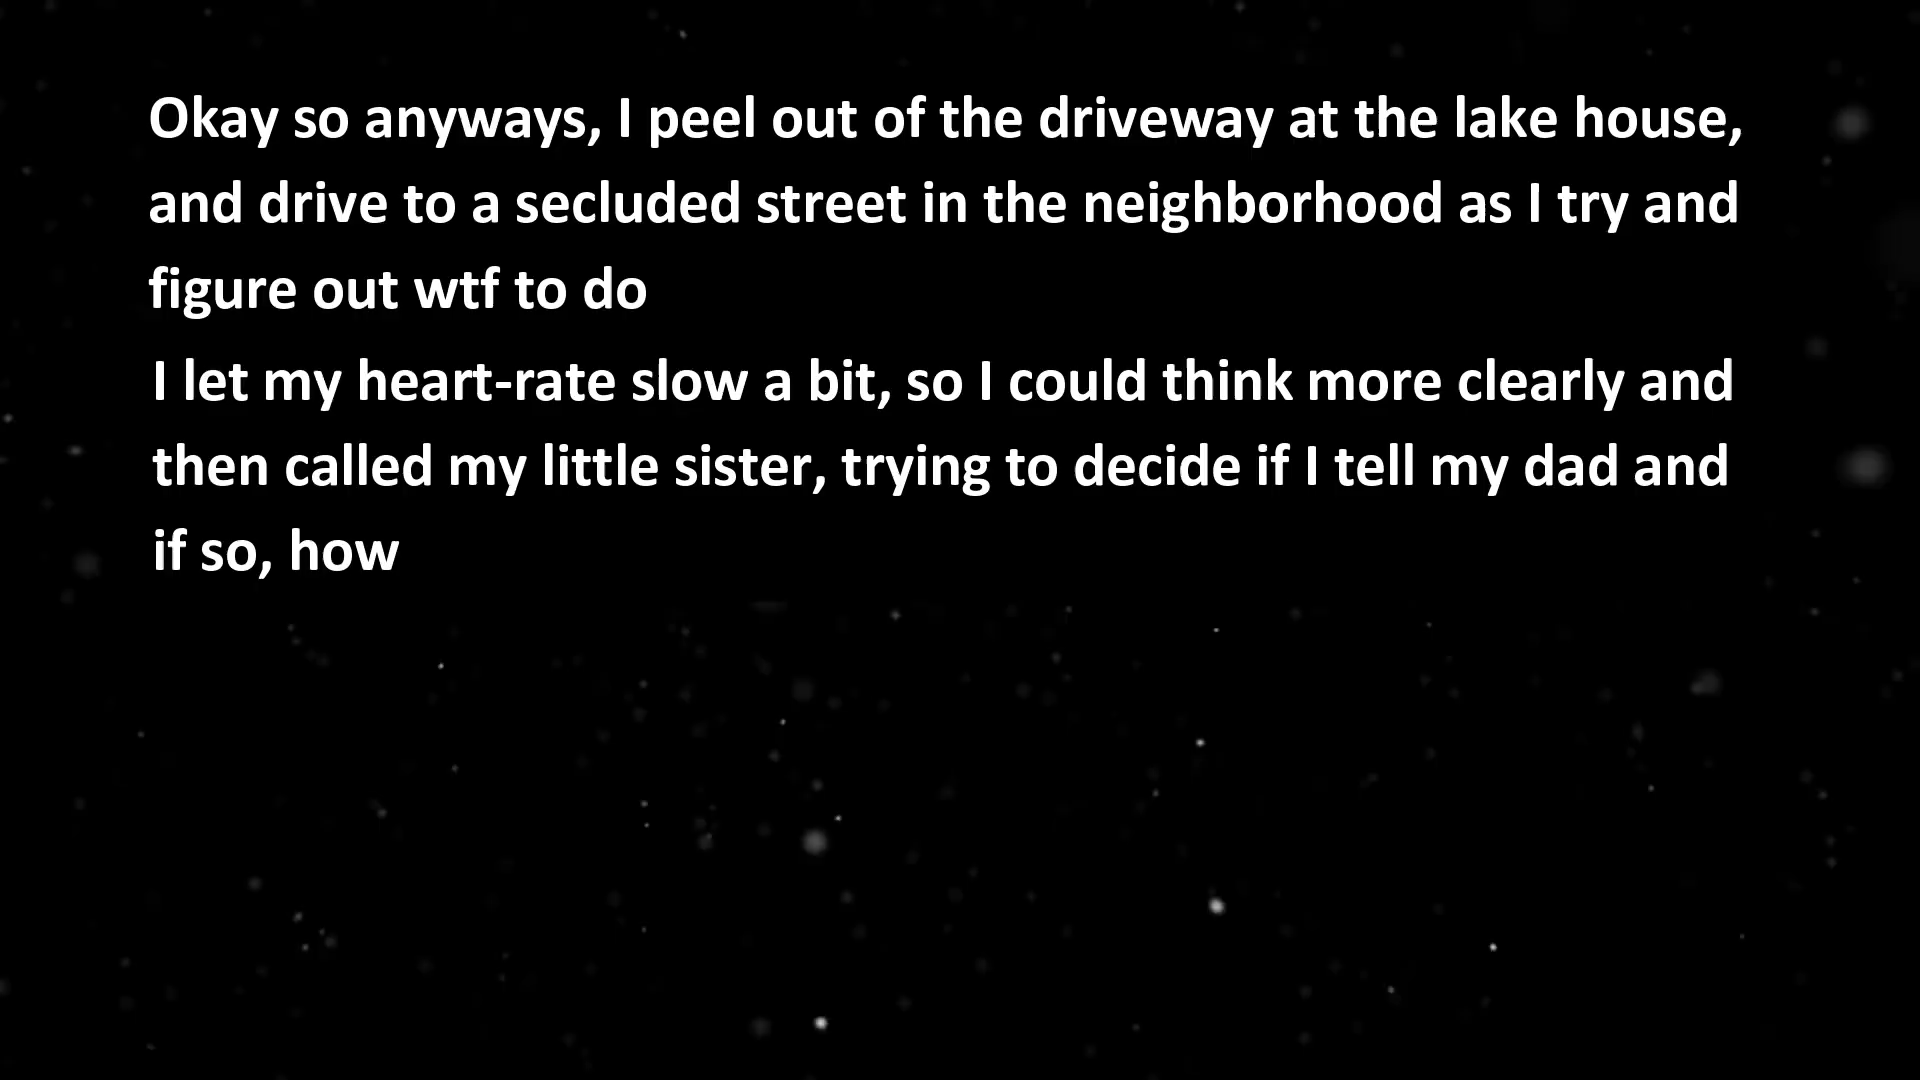 Okay so anyways, I peel out of the driveway at the lake house,
and drive to a secluded street in the neighborhood as I try and
figure out wtf to do
I let my heart-rate slow a bit, so I could think more clearly and
then called my little sister, trying to decide if I tell my dad and
if so, how